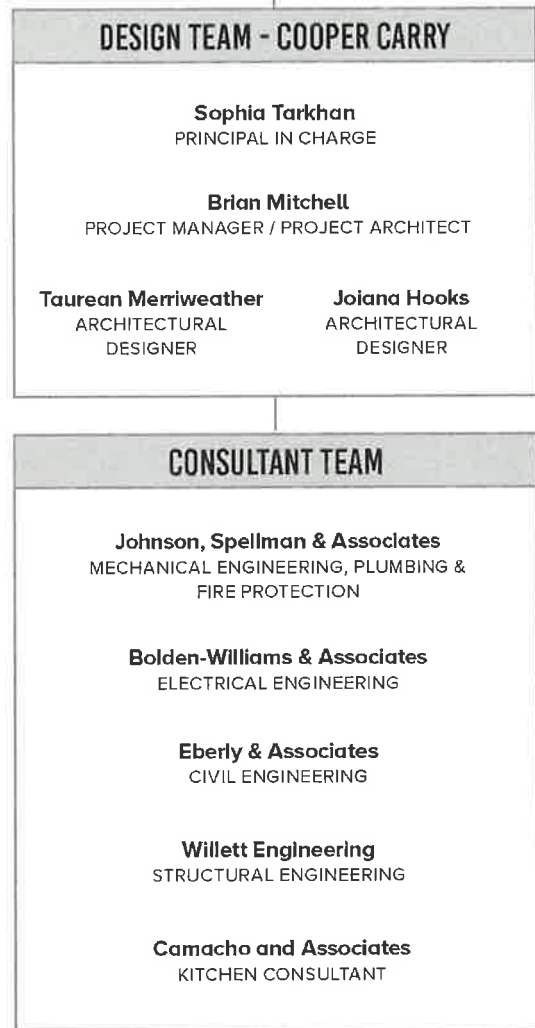 DESIGN TEAM - COOPER CARRY
Sophia Tarkhan
PRINCIPAL IN CHARGE
Brian Mitchell
PROJECT MANAGER / PROJECT ARCHITECT
Taurean Merriweather
ARCHITECTURAL
DESIGNER
Joiana Hooks
ARCHITECTURAL
DESIGNER
CONSULTANT TEAM
Johnson, Spellman & Associates
MECHANICAL ENGINEERING, PLUMBING &
FIRE PROTECTION
Bolden-Williams & Associates
ELECTRICAL ENGINEERING
Eberly & Associates
CIVIL ENGINEERING
Willett Engineering
STRUCTURAL ENGINEERING
Camacho and Associates
KITCHEN CONSULTANT